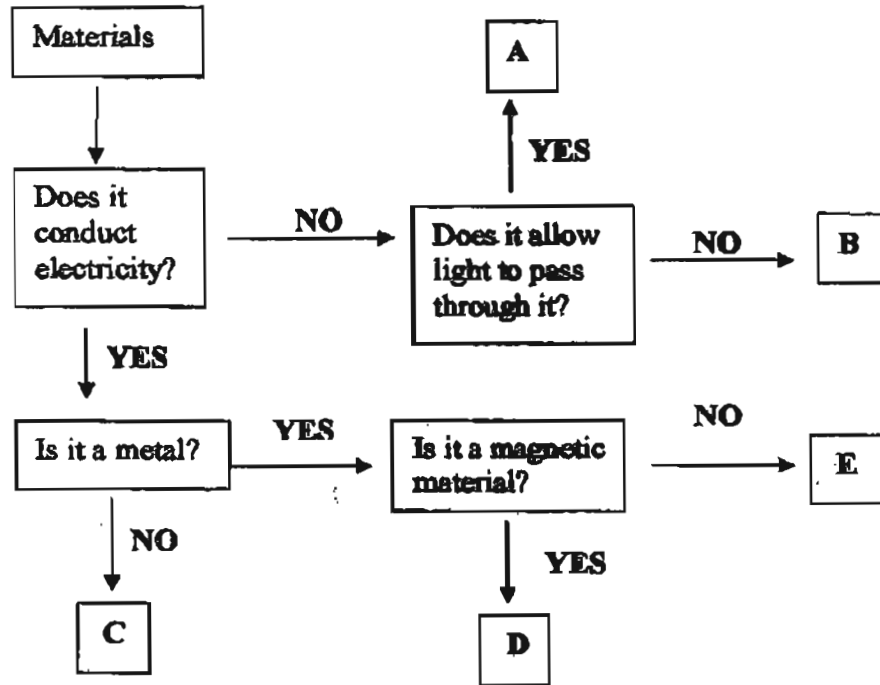 Materials
A
YES
Does it
conduct
electricity?
NO
Does it allow
light to pass
through it?
NO
B
YES
Is it a metal?
YES
Is it a magnetic
material?
NO
E
NO
YES
C
D